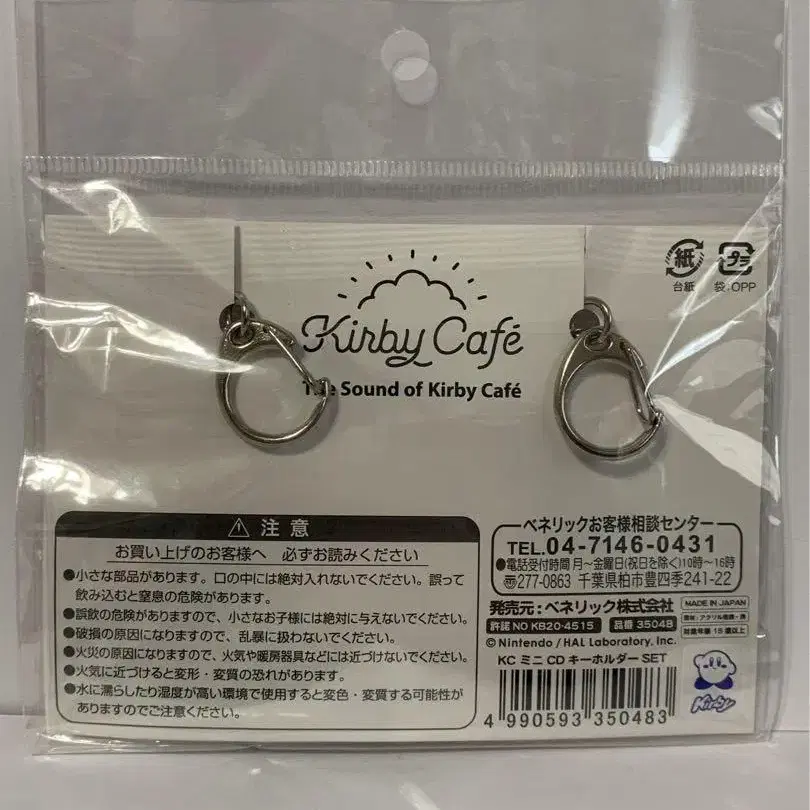 紙
台紙
プラ
袋:OPP
Kirby Café
The Sound of Kirby Café
注意
お買い上げのお客様へ 必ずお読みください
●小さな部品があります。口の中には絶対入れないでください。誤って
飲み込むと窒息の危険があります。
●誤飲の危険がありますので、小さなお子様には絶対に与えないでください。
●破損の原因になりますので、乱暴に扱わないでください。
●火災の原因になりますので、火気や暖房器具などには近づけないでください。
●火気に近づけると変形・変質の恐れがあります。
●水に濡らしたり湿度が高い環境で使用すると変色・変質する可能性が
ありますのでご注意ください。
ベネリックお客様相談センター
TEL.04-7146-0431
●電話受付時間 月~金曜日(祝日を除く)10時~16時
〠277-0863 千葉県柏市豊四季241-22
発売元:ベネリック株式会社
MADE IN JAPAN
許諾NO KB20-4515 品番 3504B
対象年齢 15歳以上
© Nintendo / HAL Laboratory, Inc.
KC ミニ CD キーホルダー SET
4 990593 350483
Kirby